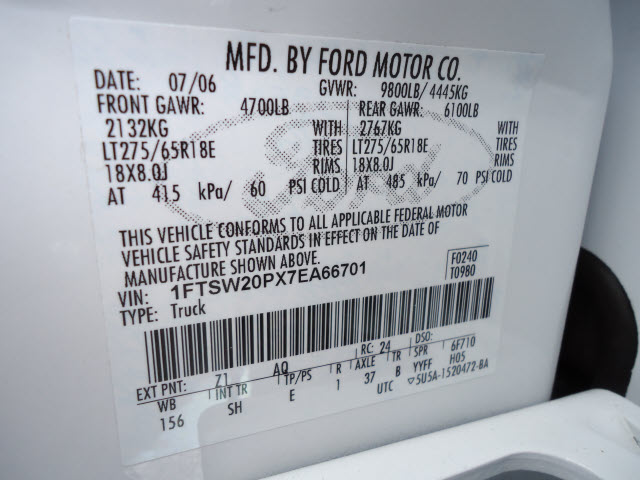 MFD. BY FORD MOTOR CO.
DATE: 07/06 GVWR: 9800LB/ 4445KG
FRONT GAWR: 4700LB REAR GAWR: 6100LB
2132KG WITH 2767KG WITH
LT275/65R18E TIRES LT275/65R18E TIRES
18X8.0J RIMS 18X8.0J RIMS
AT 415 kPa/ 60 PSI COLD AT 485 kPa/ 70 PSI COLD
Ford
THIS VEHICLE CONFORMS TO ALL APPLICABLE FEDERAL MOTOR
VEHICLE SAFETY STANDARDS IN EFFECT ON THE DATE OF
MANUFACTURE SHOWN ABOVE. F0240
VIN: 1FTSW20PX7EA66701 T0980
TYPE: Truck
EXT PNT: Z1 AQ RC: 24 DSO:
WB INT TR TP/PS R AXLE TR SPR 6F710
156 SH E 1 37 B YYFF H05
UTC ▽5U5A-1520472-BA